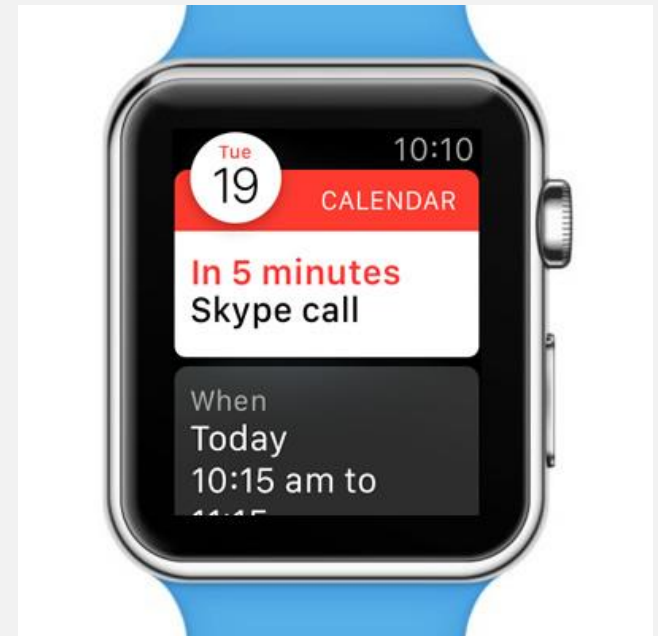 Tue
19
10:10
CALENDAR
In 5 minutes
Skype call
When
Today
10:15 am to